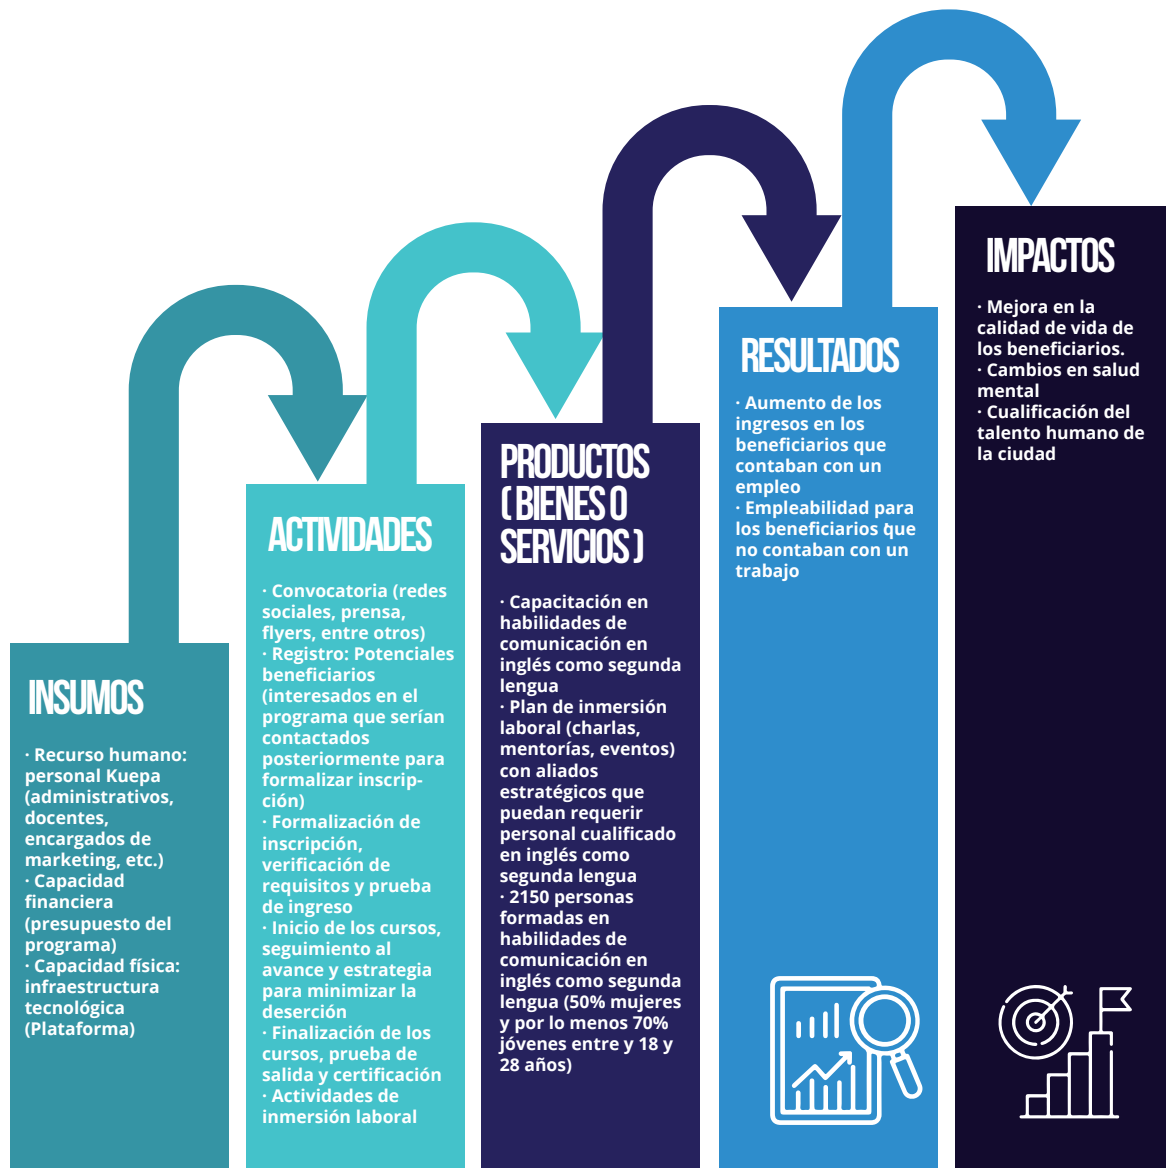 INSUMOS
· Recurso humano:
personal Kuepa
(administrativos,
docentes,
encargados de
marketing, etc.)
· Capacidad
financiera
(presupuesto del
programa)
· Capacidad física:
infraestructura
tecnológica
(Plataforma)
ACTIVIDADES
· Convocatoria (redes
sociales, prensa,
flyers, entre otros)
· Registro: Potenciales
beneficiarios
(interesados en el
programa que serían
contactados
posteriormente para
formalizar inscrip-
ción)
· Formalización de
inscripción,
verificación de
requisitos y prueba
de ingreso
· Inicio de los cursos,
seguimiento al
avance y estrategia
para minimizar la
deserción
· Finalización de los
cursos, prueba de
salida y certificación
· Actividades de
inmersión laboral
PRODUCTOS
( BIENES O
SERVICIOS )
· Capacitación en
habilidades de
comunicación en
inglés como segunda
lengua
· Plan de inmersión
laboral (charlas,
mentorías, eventos)
con aliados
estratégicos que
puedan requerir
personal cualificado
en inglés como
segunda lengua
· 2150 personas
formadas en
habilidades de
comunicación en
inglés como segunda
lengua (50% mujeres
y por lo menos 70%
jóvenes entre y 18 y
28 años)
RESULTADOS
· Aumento de los
ingresos en los
beneficiarios que
contaban con un
empleo
· Empleabilidad para
los beneficiarios que
no contaban con un
trabajo
IMPACTOS
· Mejora en la
calidad de vida de
los beneficiarios.
· Cambios en salud
mental
· Cualificación del
talento humano de
la ciudad